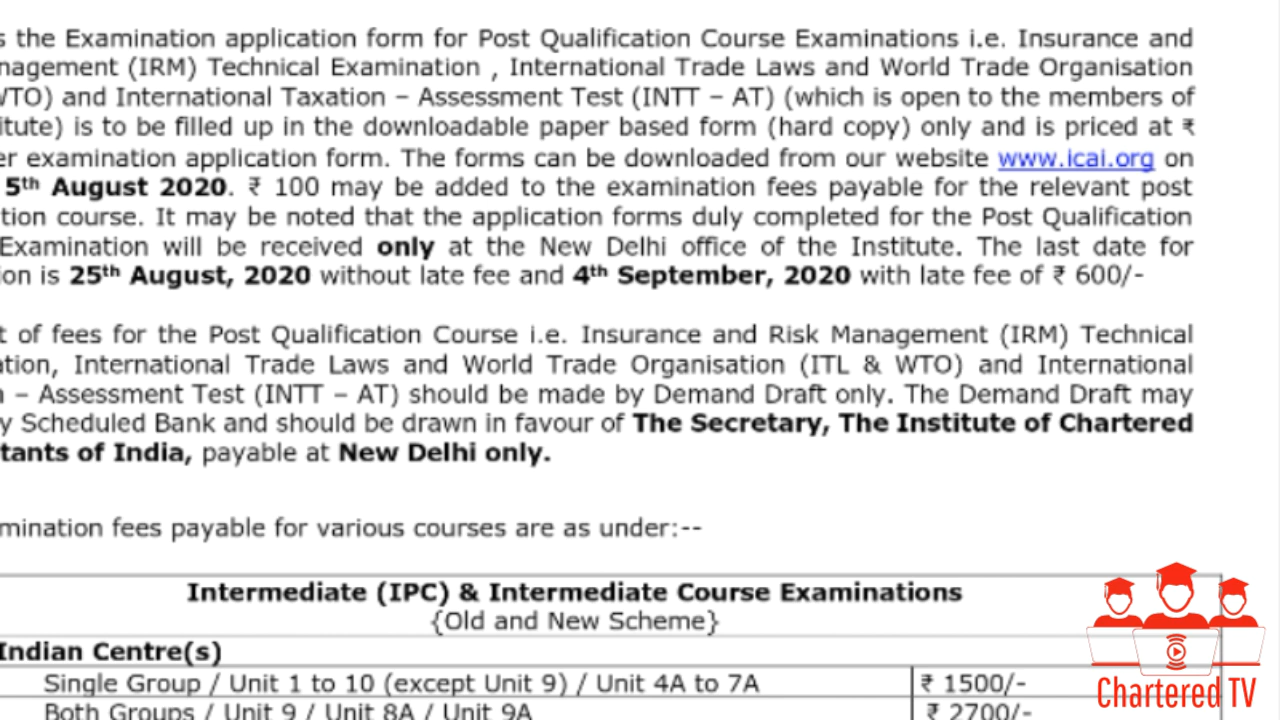 s the Examination application form for Post Qualification Course Examinations i.e. Insurance and
nagement (IRM) Technical Examination , International Trade Laws and World Trade Organisation
WTO) and International Taxation – Assessment Test (INTT – AT) (which is open to the members of
itute) is to be filled up in the downloadable paper based form (hard copy) only and is priced at ₹
er examination application form. The forms can be downloaded from our website www.icai.org on
5th August 2020. ₹ 100 may be added to the examination fees payable for the relevant post
tion course. It may be noted that the application forms duly completed for the Post Qualification
Examination will be received only at the New Delhi office of the Institute. The last date for
ion is 25th August, 2020 without late fee and 4th September, 2020 with late fee of ₹ 600/-
t of fees for the Post Qualification Course i.e. Insurance and Risk Management (IRM) Technical
ation, International Trade Laws and World Trade Organisation (ITL & WTO) and International
n – Assessment Test (INTT – AT) should be made by Demand Draft only. The Demand Draft may
y Scheduled Bank and should be drawn in favour of The Secretary, The Institute of Chartered
tants of India, payable at New Delhi only.
mination fees payable for various courses are as under:--
Intermediate (IPC) & Intermediate Course Examinations
{Old and New Scheme}
Indian Centre(s)
Single Group / Unit 1 to 10 (except Unit 9) / Unit 4A to 7A ₹ 1500/-
Both Groups / Unit 9 / Unit 8A / Unit 9A ₹ 2700/-
Chartered TV